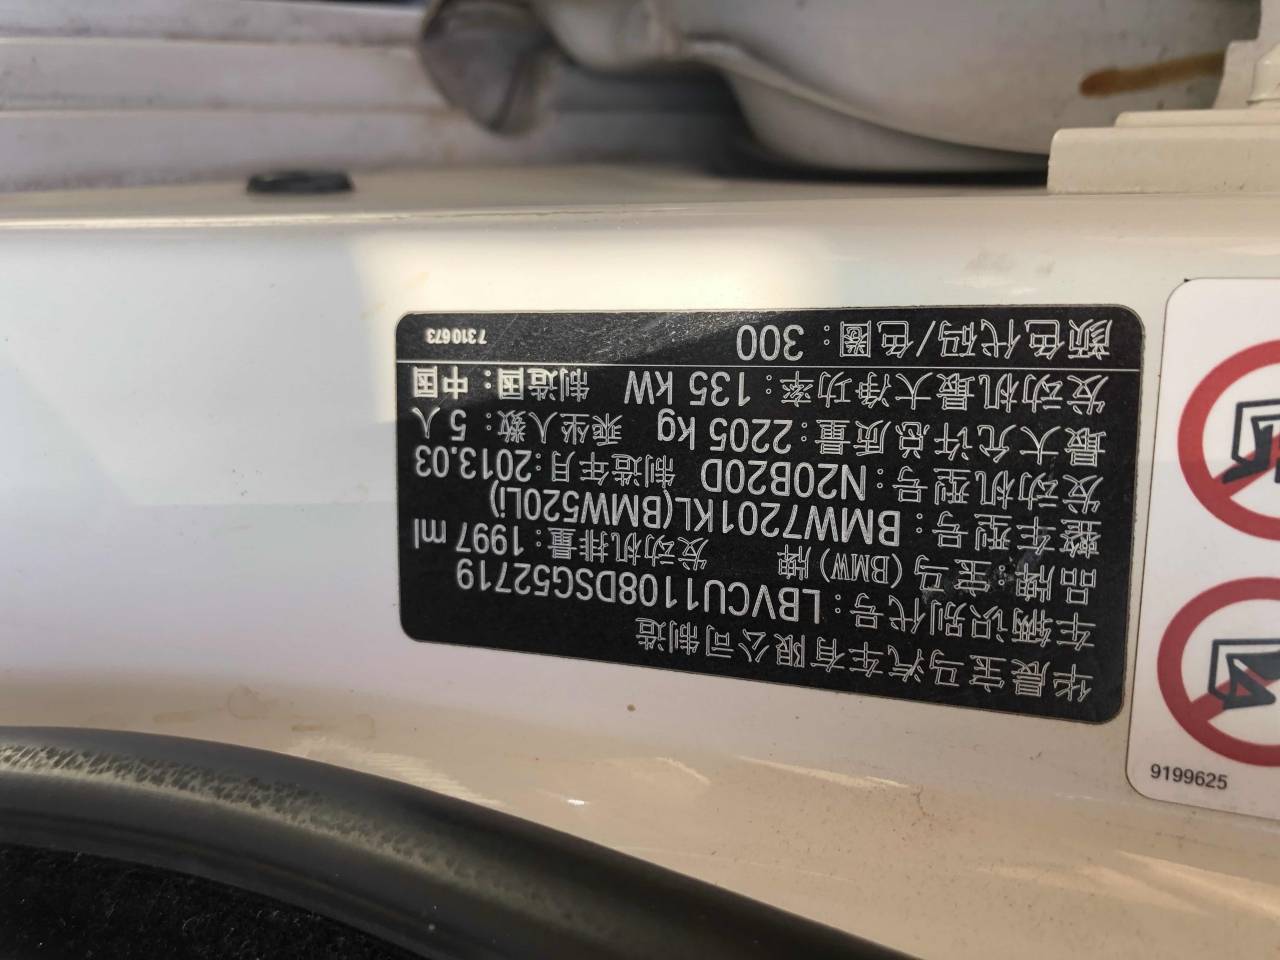 华晨宝马汽车有限公司制造
车辆识别代号：LBVCU1108DSG52719
品牌：宝马（BMW）牌 发动机排量：1997 ml
整车型号：BMW7201KL(BMW520Li)
发动机型号：N20B20D 制造年月：2013.03
最大允许总质量：2205 kg 乘坐人数：5 人
发动机最大净功率：135 kW 制造国：中国
颜色代码/色圈：300
7310673
9199625